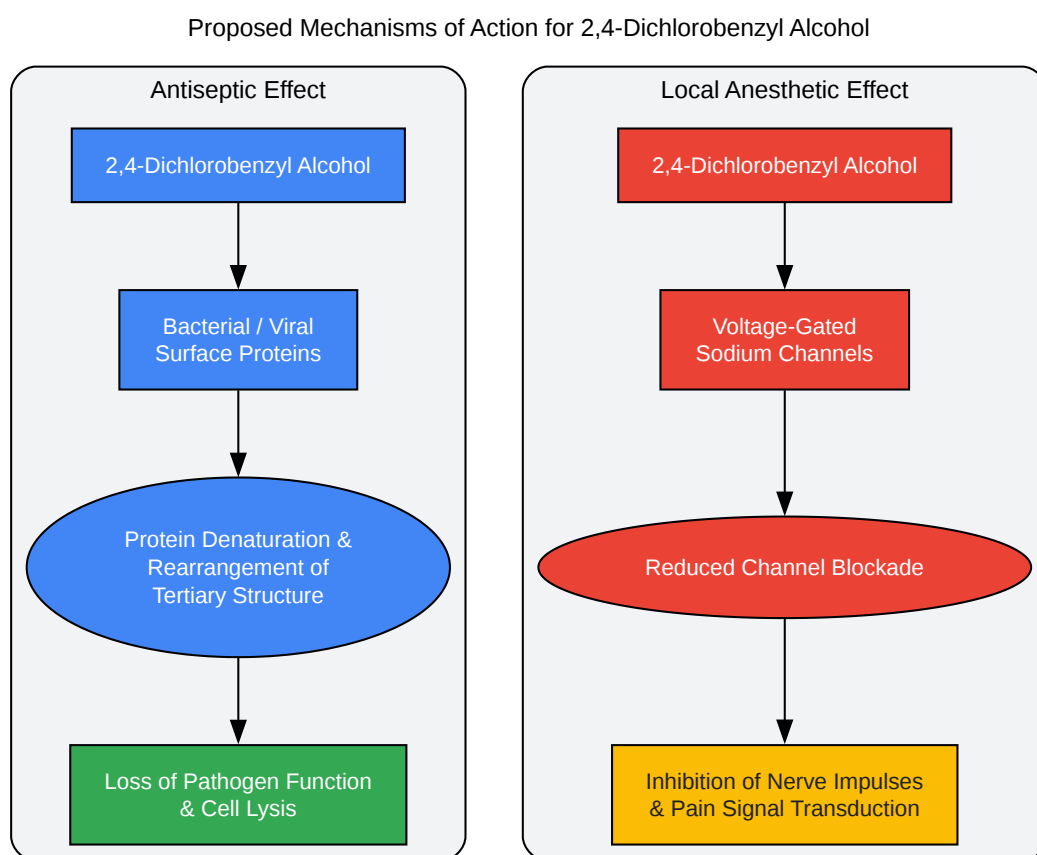 Proposed Mechanisms of Action for 2,4-Dichlorobenzyl Alcohol
Antiseptic Effect
2,4-Dichlorobenzyl Alcohol
Bacterial / Viral
Surface Proteins
Protein Denaturation &
Rearrangement of
Tertiary Structure
Loss of Pathogen Function
& Cell Lysis
Local Anesthetic Effect
2,4-Dichlorobenzyl Alcohol
Voltage-Gated
Sodium Channels
Reduced Channel Blockade
Inhibition of Nerve Impulses
& Pain Signal Transduction